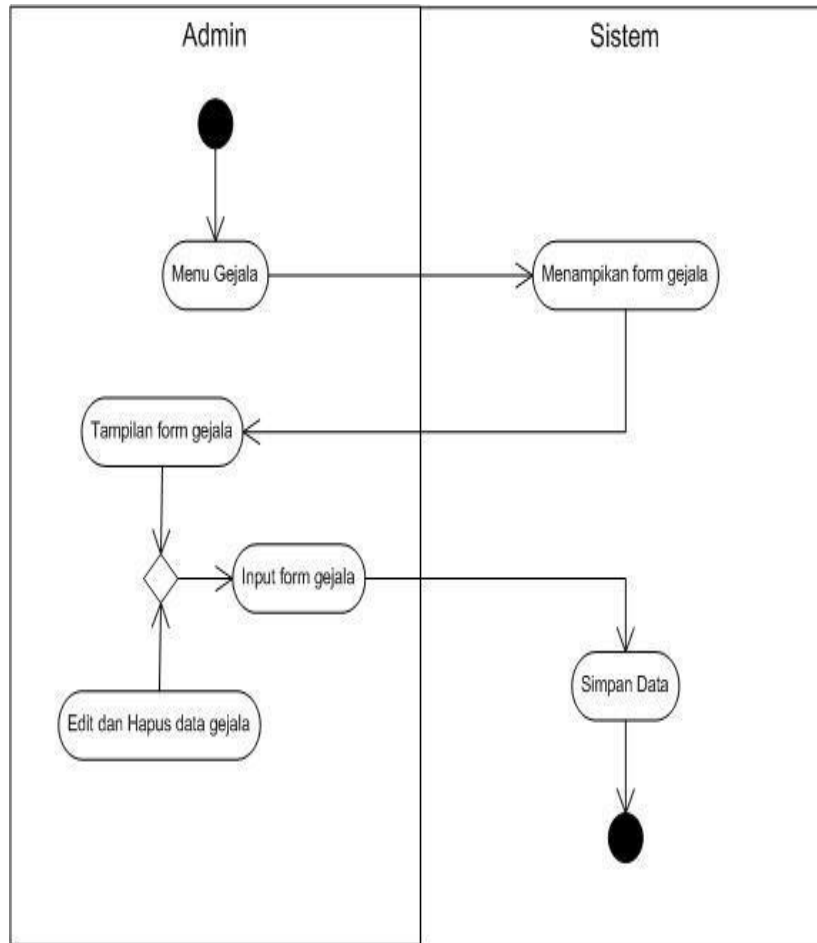 Admin
Sistem
Menu Gejala
Menampikan form gejala
Tampilan form gejala
Input form gejala
Simpan Data
Edit dan Hapus data gejala